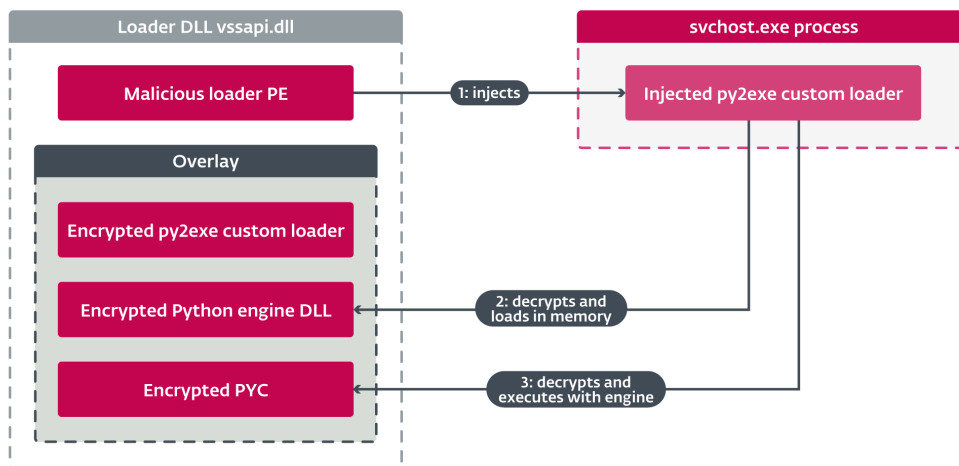 Loader DLL vssapi.dll
svchost.exe process
Malicious loader PE
1: injects
Injected py2exe custom loader
Overlay
Encrypted py2exe custom loader
Encrypted Python engine DLL
2: decrypts and
loads in memory
Encrypted PYC
3: decrypts and
executes with engine